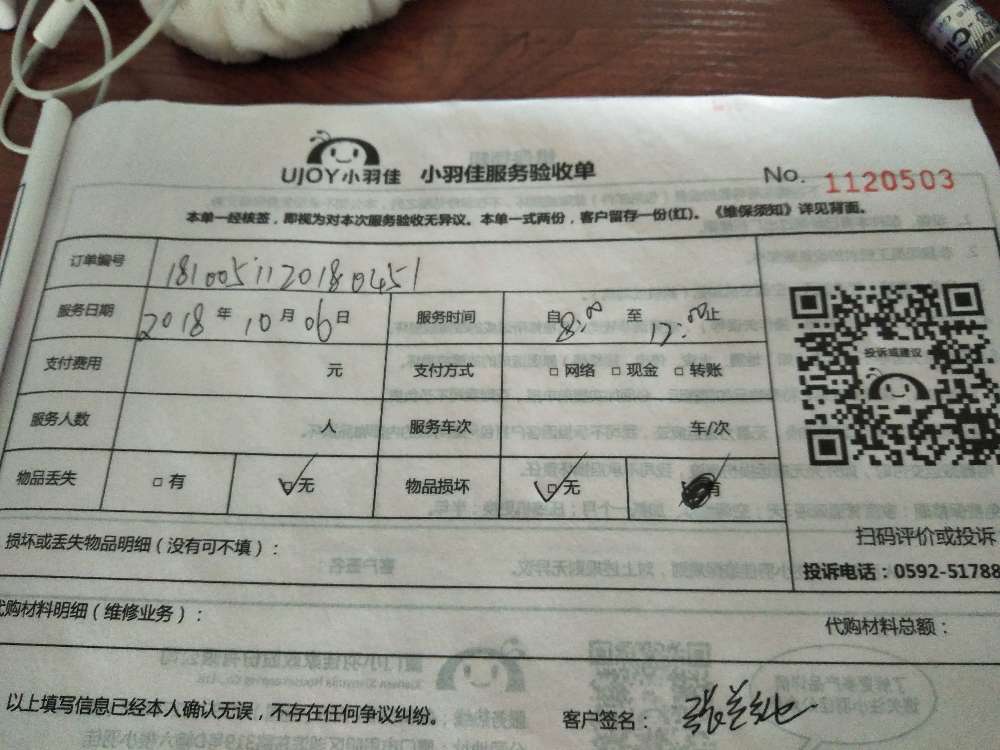 UJOY小羽佳 小羽佳服务验收单 No. 1120503
本单一经核签，即视为对本次服务验收无异议。本单一式两份，客户留存一份(红)。《维保须知》详见背面。
订单编号 1810051120180451
服务日期 2018 年 10 月 06 日 服务时间 自 8:00 至 17:00 止
投诉或建议
支付费用 元 支付方式 □ 网络 □ 现金 □ 转账
服务人数 人 服务车次 车/次
物品丢失 □ 有 ☑ 无 物品损坏 ☑ 无 有
损坏或丢失物品明细（没有可不填）：
扫码评价或投诉
投诉电话：0592-51788
代购材料明细（维修业务）：
代购材料总额：
以上填写信息已经本人确认无误，不存在任何争议纠纷。 客户签名：